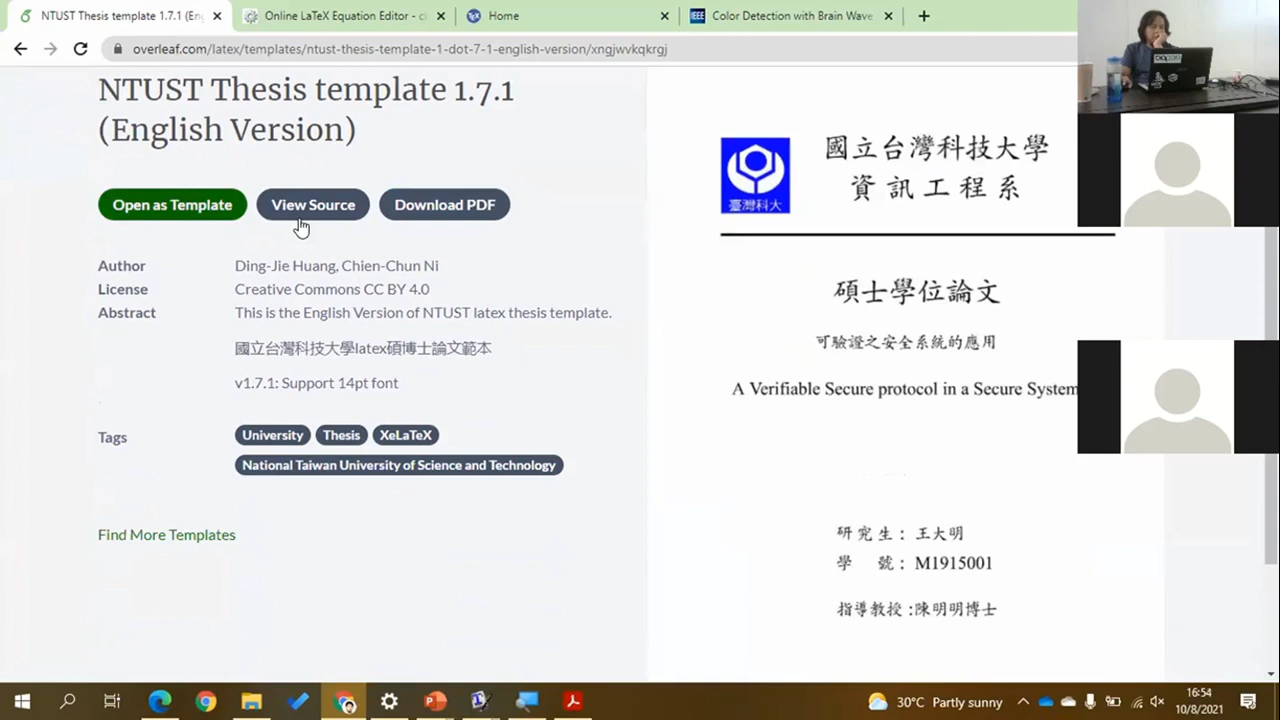 NTUST Thesis template 1.7.1 (En
Online LaTeX Equation Editor - c
Home
IEEE
Color Detection with Brain Wave
overleaf.com/latex/templates/ntust-thesis-template-1-dot-7-1-english-version/xngjwvkqkrgj
NTUST Thesis template 1.7.1
(English Version)
Open as Template
View Source
Download PDF
Author
Ding-Jie Huang, Chien-Chun Ni
License
Creative Commons CC BY 4.0
Abstract
This is the English Version of NTUST latex thesis template.
國立台灣科技大學latex碩博士論文範本
v1.7.1: Support 14pt font
Tags
University
Thesis
XeLaTeX
National Taiwan University of Science and Technology
Find More Templates
臺灣科大
國立台灣科技大學
資訊工程系
碩士學位論文
可驗證之安全系統的應用
A Verifiable Secure protocol in a Secure System
研究生：王大明
學 號：M1915001
指導教授:陳明明博士
30°C Partly sunny
16:54
10/8/2021